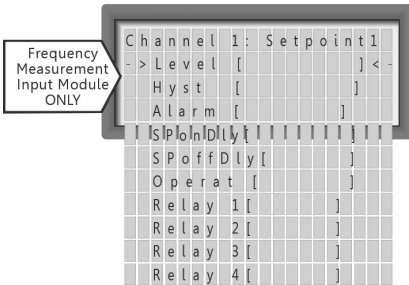 Frequency
Measurement
Input Module
ONLY
Channel 1: Setpoint1
->Level [ ]<-
Hyst [ ]
Alarm [ ]
SPonDly[ ]
SPoffDly[ ]
Operat [ ]
Relay 1[ ]
Relay 2[ ]
Relay 3[ ]
Relay 4[ ]